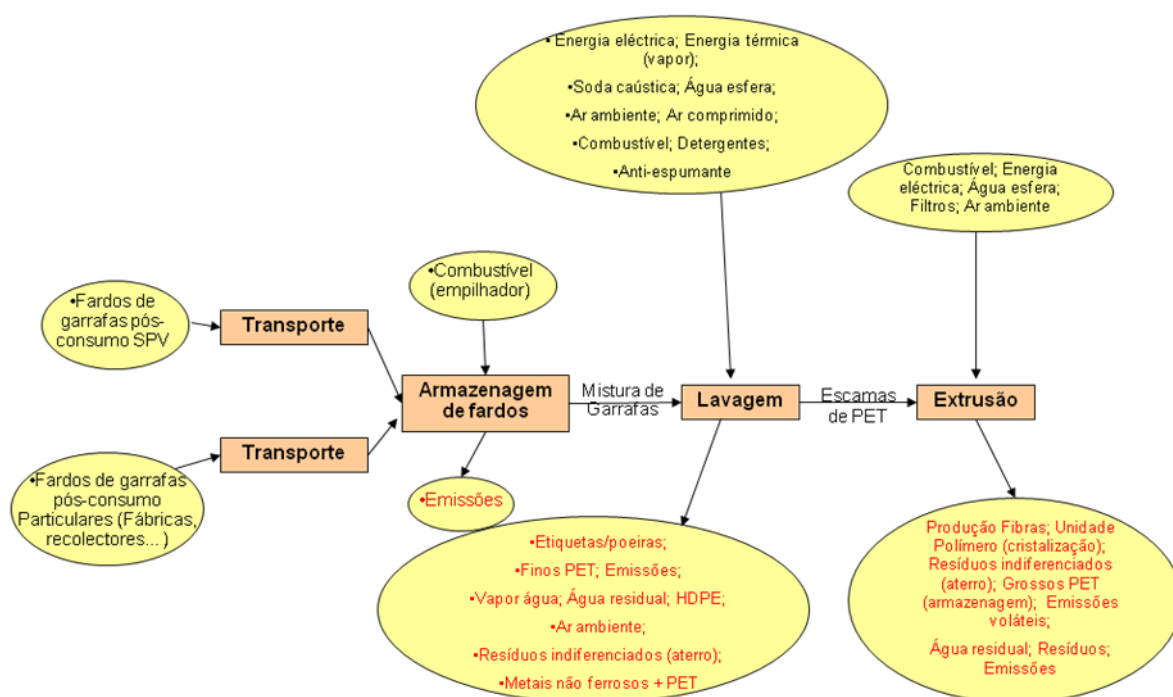 •Energia eléctrica; Energia térmica
(vapor);
•Soda caústica; Água esfera;
•Ar ambiente; Ar comprimido;
•Combustível; Detergentes;
•Anti-espumante
Combustível; Energia
eléctrica; Água esfera;
Filtros; Ar ambiente
•Combustível
(empilhador)
•Fardos de
garrafas pós-
consumo SPV
Transporte
Armazenagem
de fardos
Mistura de
Garrafas
Lavagem
Escamas
de PET
Extrusão
Transporte
•Fardos de garrafas
pós-consumo
Particulares (Fábricas,
recolectores... )
•Emissões
•Etiquetas/poeiras;
•Finos PET; Emissões;
•Vapor água; Água residual; HDPE;
•Ar ambiente;
•Resíduos indiferenciados (aterro);
•Metais não ferrosos + PET
Produção Fibras; Unidade
Polímero (cristalização);
Resíduos indiferenciados
(aterro); Grossos PET
(armazenagem); Emissões
voláteis;
Água residual; Resíduos;
Emissões